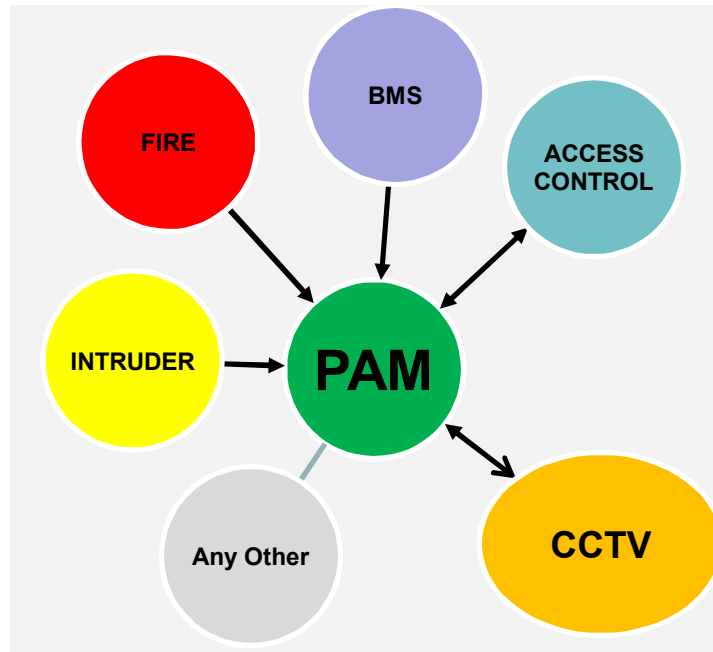 BMS
FIRE
ACCESS
CONTROL
INTRUDER
PAM
Any Other
CCTV